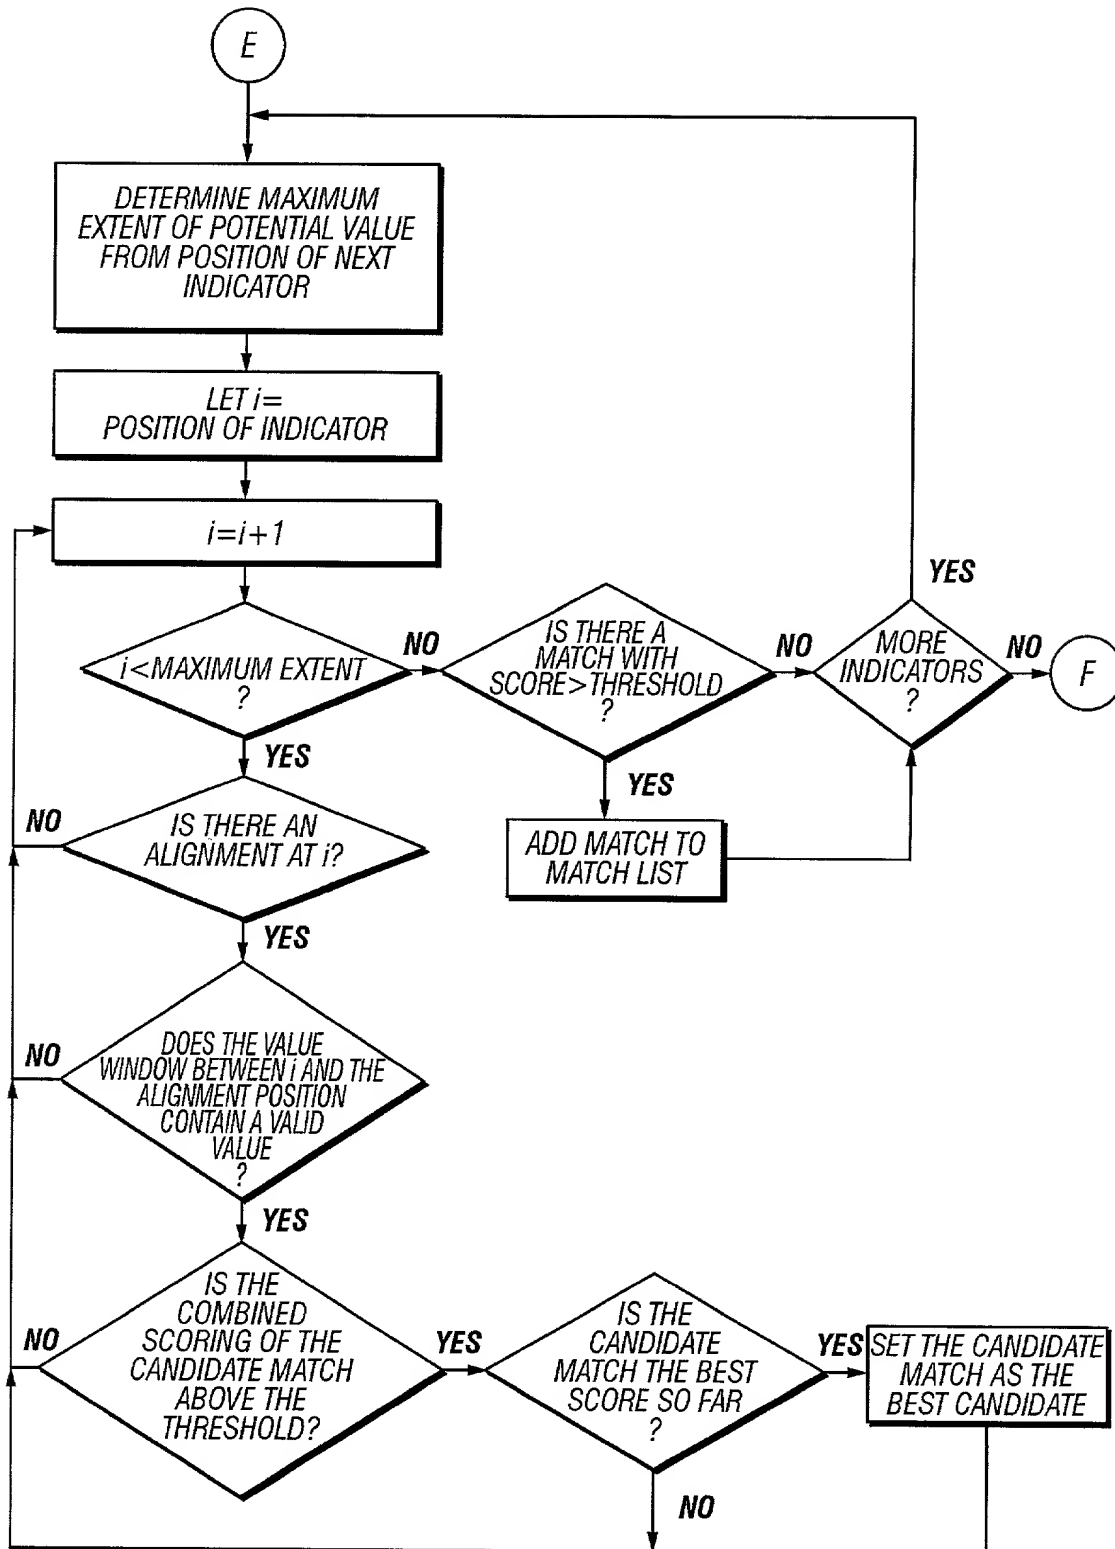 E
DETERMINE MAXIMUM
EXTENT OF POTENTIAL VALUE
FROM POSITION OF NEXT
INDICATOR
LET i=
POSITION OF INDICATOR
i=i+1
i<MAXIMUM EXTENT
?
NO
IS THERE A
MATCH WITH
SCORE>THRESHOLD
?
NO
YES
MORE
INDICATORS
?
NO
F
YES
YES
ADD MATCH TO
MATCH LIST
NO
IS THERE AN
ALIGNMENT AT i?
YES
NO
DOES THE VALUE
WINDOW BETWEEN i AND THE
ALIGNMENT POSITION
CONTAIN A VALID
VALUE
?
YES
NO
IS THE
COMBINED
SCORING OF THE
CANDIDATE MATCH
ABOVE THE
THRESHOLD?
YES
IS THE
CANDIDATE
MATCH THE BEST
SCORE SO FAR
?
YES
SET THE CANDIDATE
MATCH AS THE
BEST CANDIDATE
NO